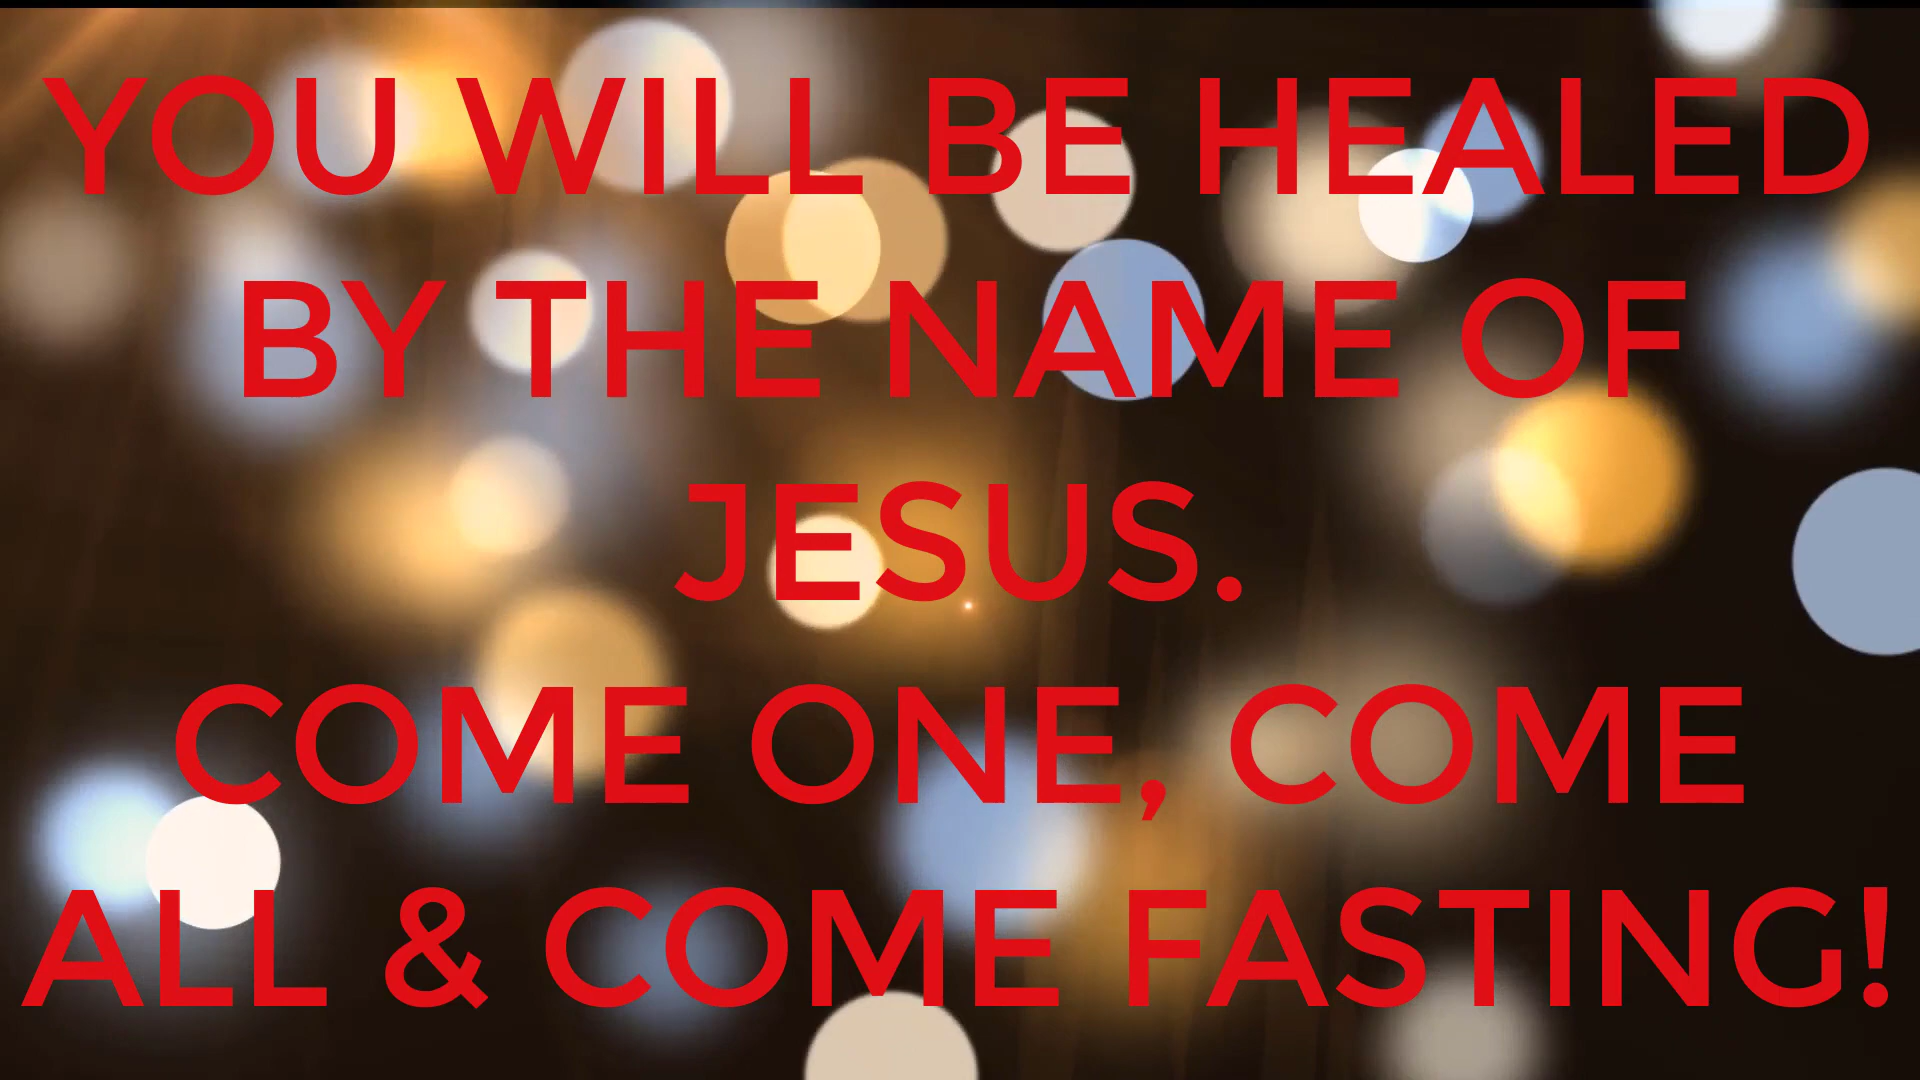 YOU WILL BE HEALED
BY THE NAME OF
JESUS.
COME ONE, COME
ALL & COME FASTING!